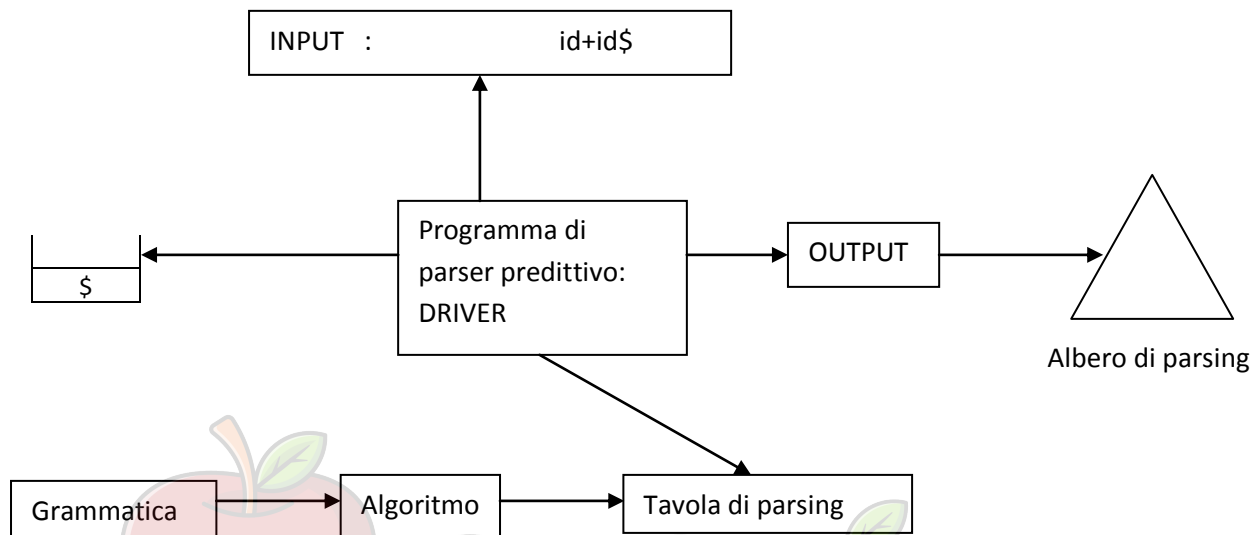 INPUT : id+id$
Programma di
parser predittivo:
DRIVER
OUTPUT
$
Albero di parsing
Grammatica
Algoritmo
Tavola di parsing